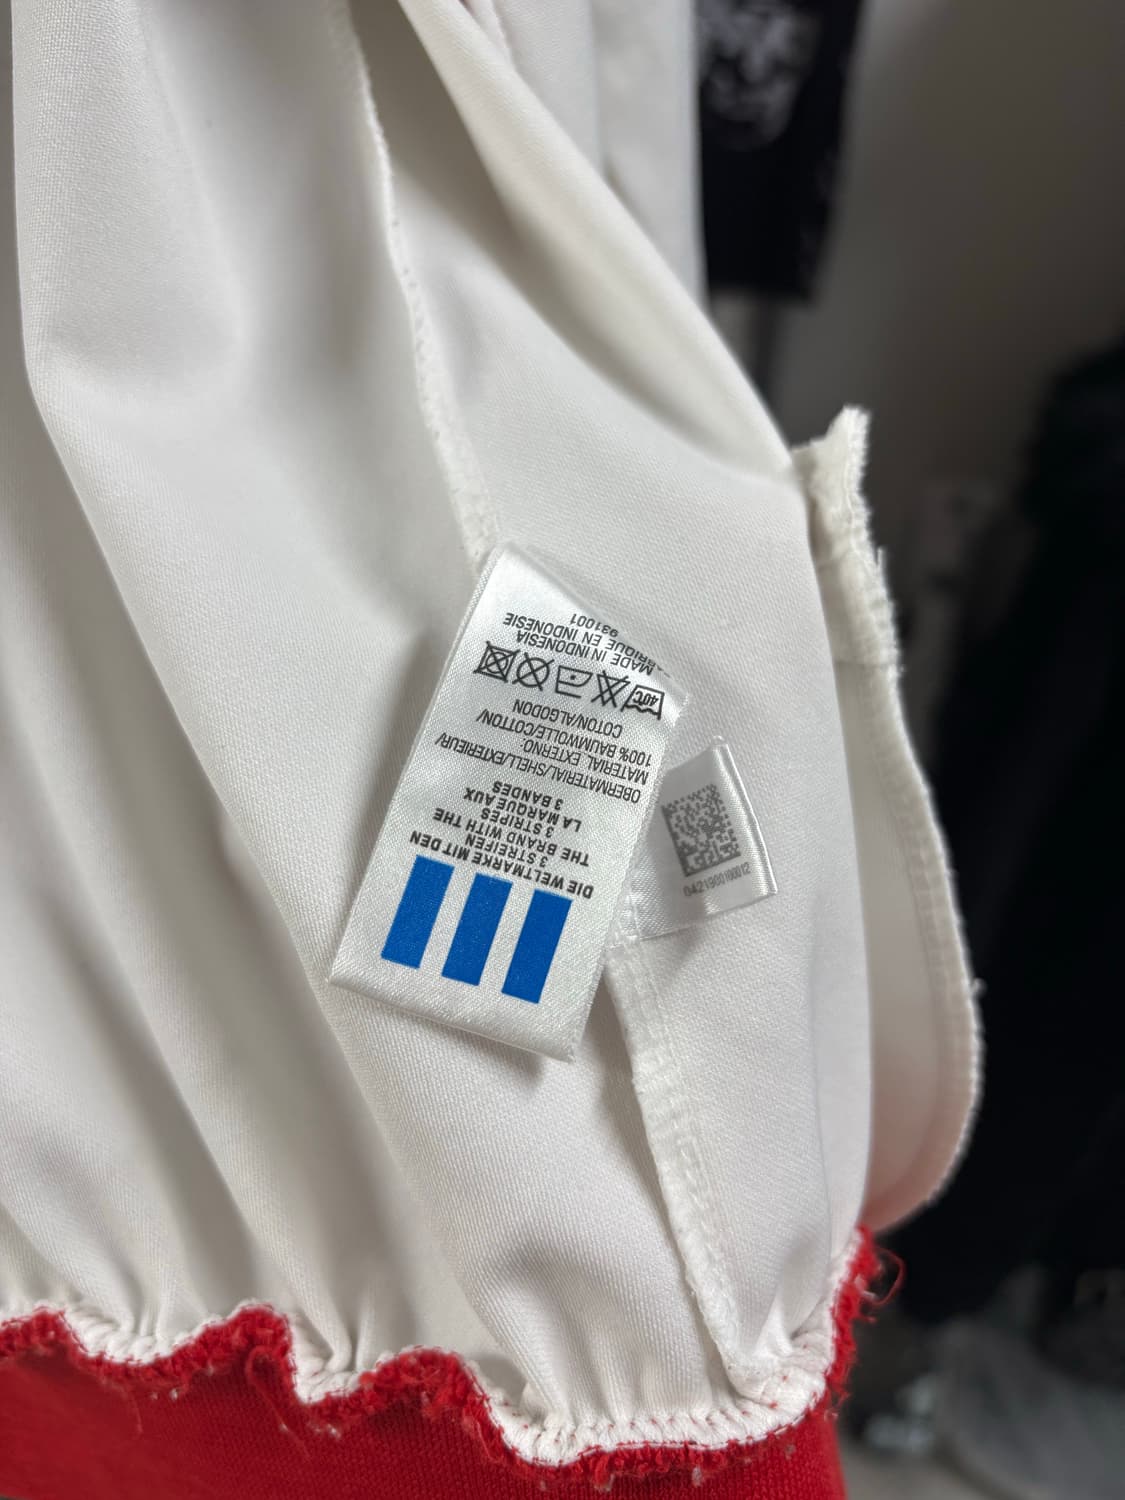 DIE WELTMARKE MIT DEN
3 STREIFEN
THE BRAND WITH THE
3 STRIPES
LA MARQUE AUX
3 BANDES
OBERMATERIAL/SHELL/EXTERIEUR/
MATERIAL EXTERNO:
100% BAUMWOLLE/COTTON/
COTON/ALGODON
40°C
MADE IN INDONESIA
FABRIQUE EN INDONESIE
931001